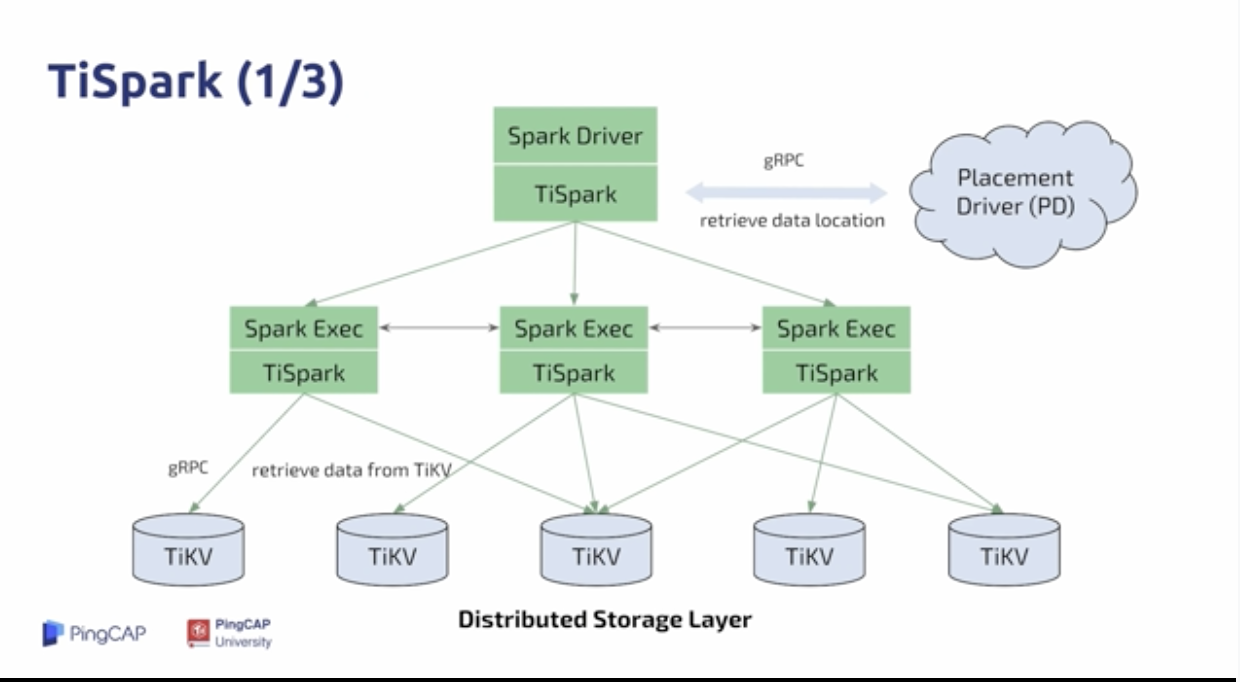 TiSpark (1/3)
Spark Driver
TiSpark
gRPC
retrieve data location
Placement
Driver (PD)
Spark Exec
TiSpark
Spark Exec
TiSpark
Spark Exec
TiSpark
gRPC
retrieve data from TiKV
TiKV
TiKV
TiKV
TiKV
TiKV
Distributed Storage Layer
PingCAP
Ti
PingCAP
University